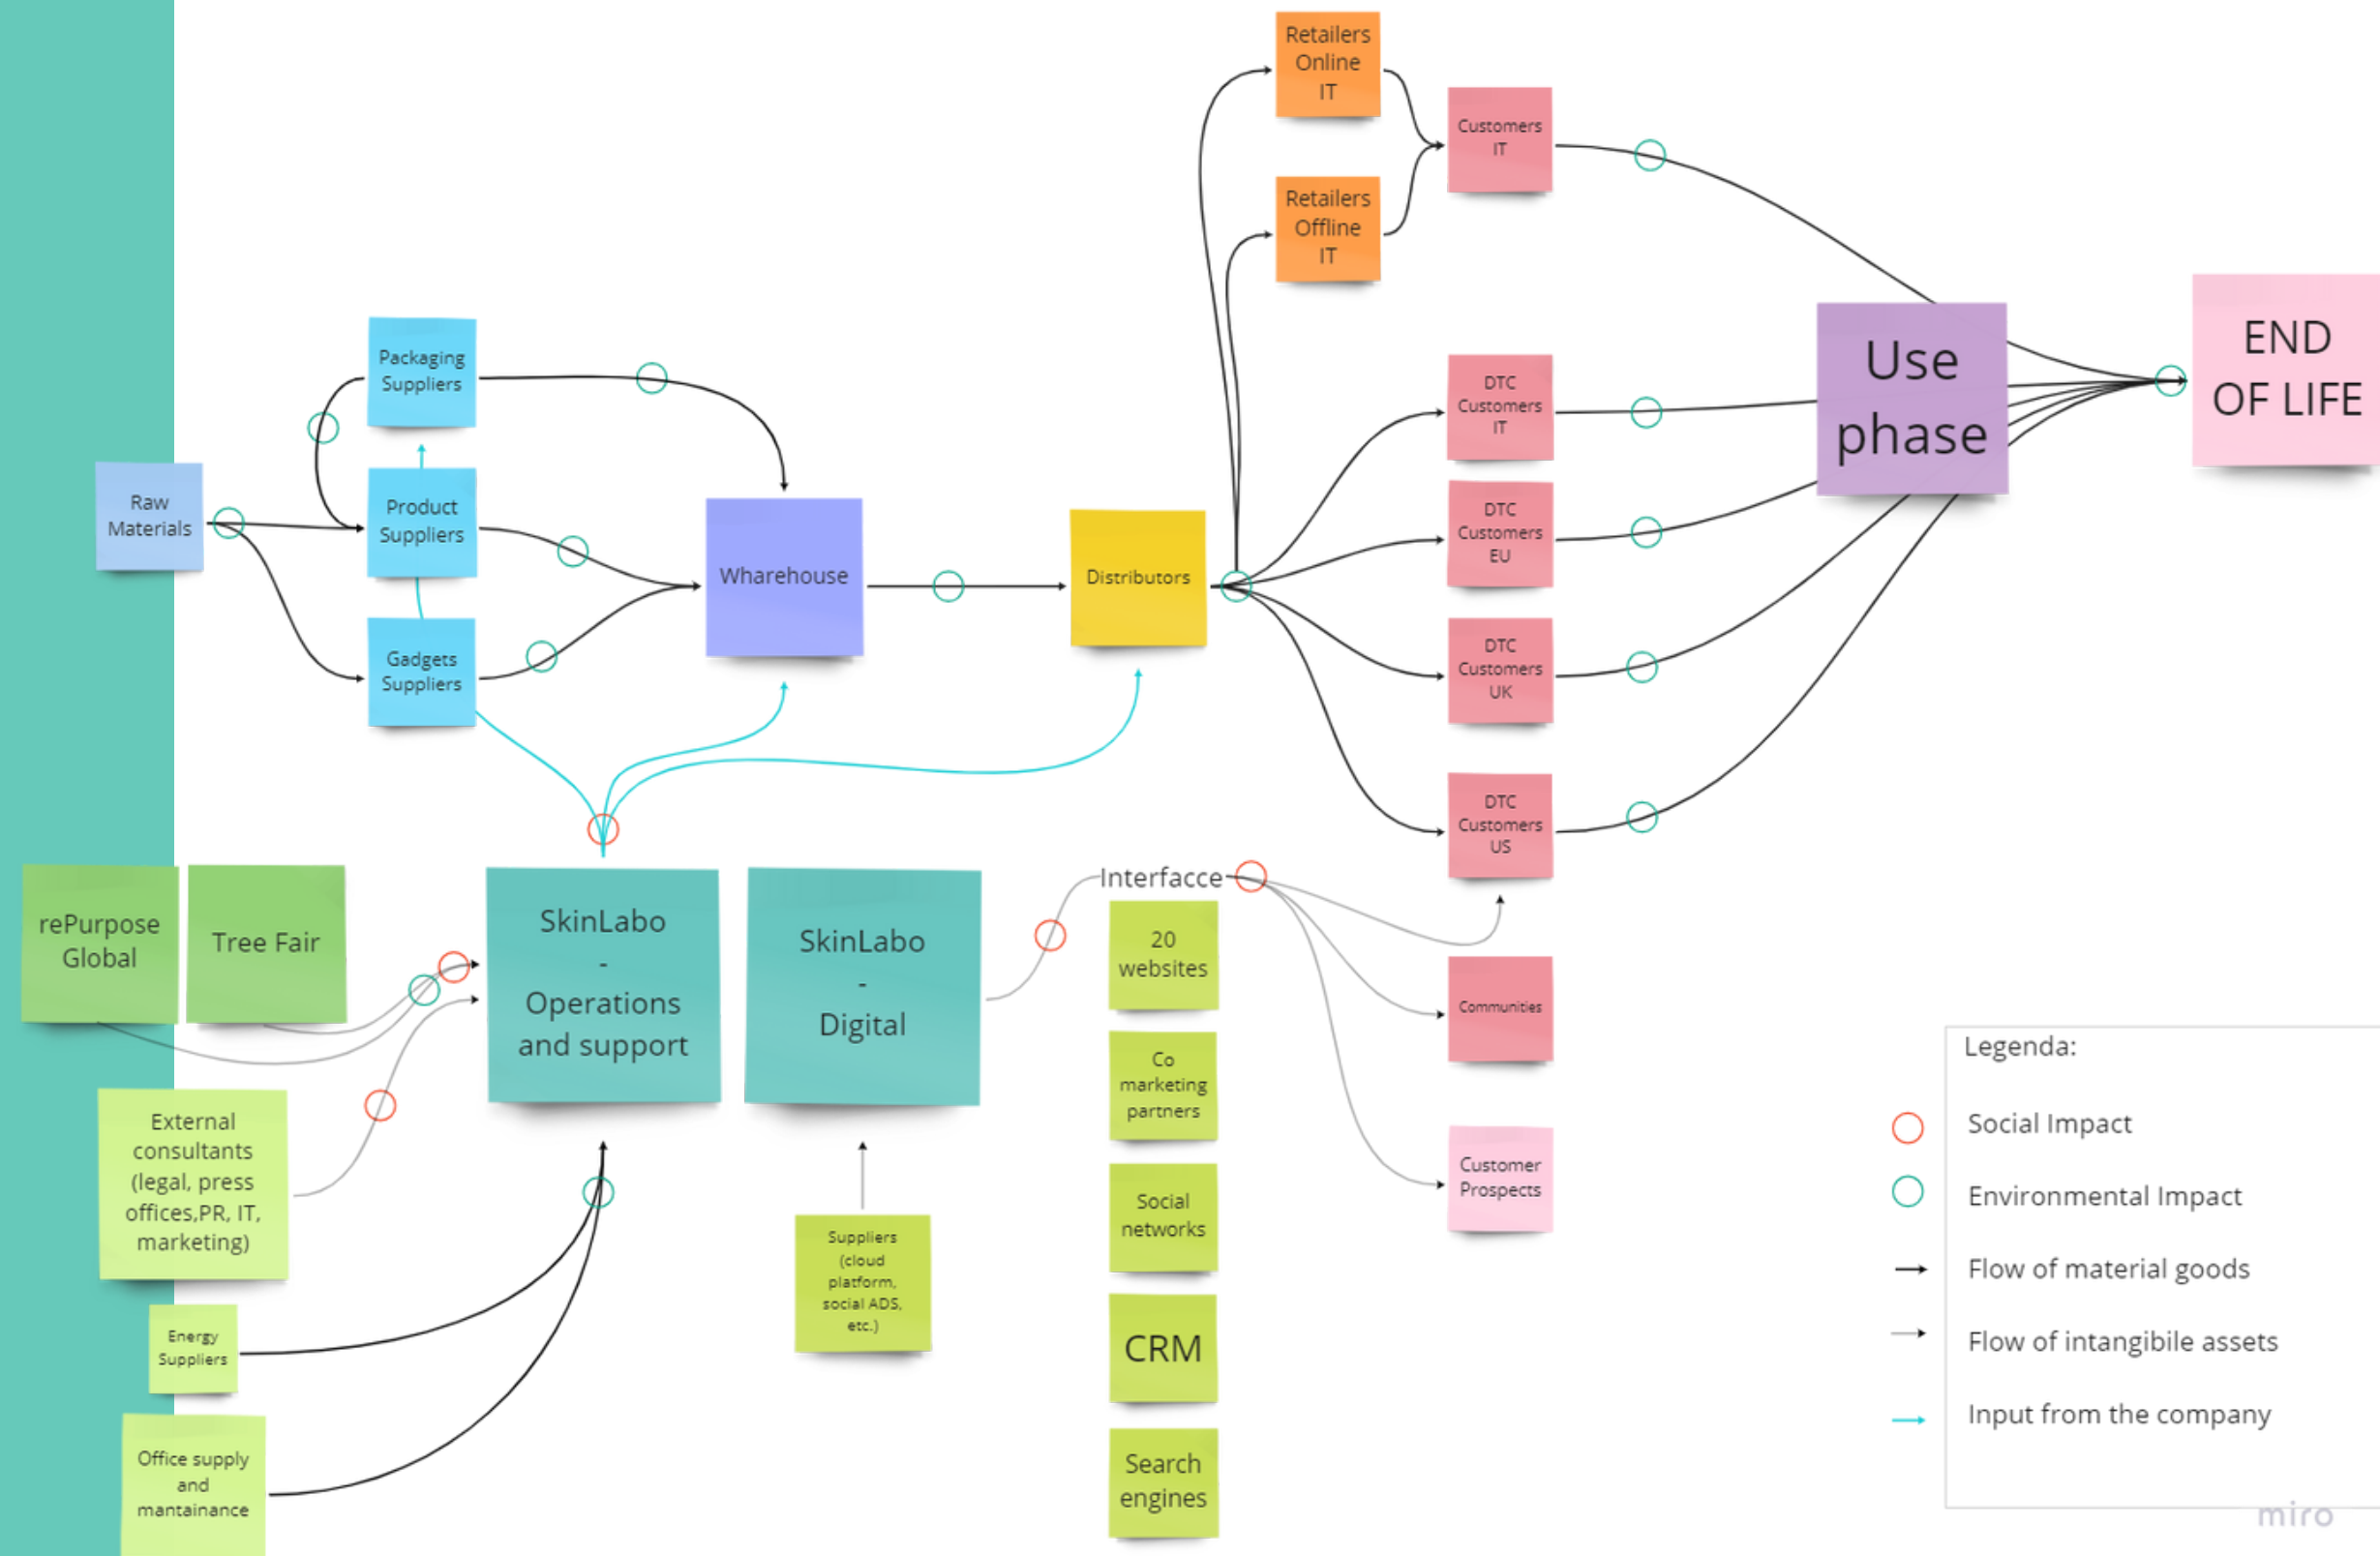 Retailers
Online
IT
Customers
IT
Retailers
Offline
IT
Packaging
Suppliers
Raw
Materials
Product
Suppliers
Gadgets
Suppliers
Wharehouse
Distributors
DTC
Customers
IT
DTC
Customers
EU
DTC
Customers
UK
DTC
Customers
US
Use
phase
END
OF LIFE
rePurpose
Global
Tree Fair
SkinLabo
-
Operations
and support
SkinLabo
-
Digital
Interfacce
20
websites
Co
marketing
partners
Social
networks
CRM
Search
engines
Communities
Customer
Prospects
External
consultants
(legal, press
offices,PR, IT,
marketing)
Energy
Suppliers
Office supply
and
mantainance
Suppliers
(cloud
platform,
social ADS,
etc.)
Legenda:
Social Impact
Environmental Impact
Flow of material goods
Flow of intangibile assets
Input from the company
miro